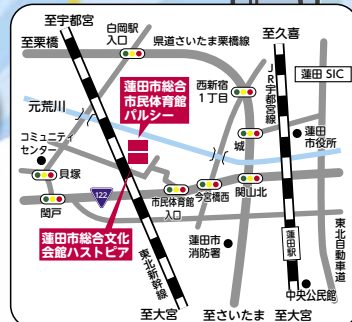 至宇都宮
至久喜
至栗橋
白岡駅
入口
県道さいたま栗橋線
JR宇都宮線
蓮田 SIC
蓮田市総合
市民体育館
パルシー
西新宿
1丁目
元荒川
コミュニティ
センター
城
蓮田
市役所
貝塚
122
市民体育館
入口
今宮橋西
関山北
閏戸
蓮田市総合文化
会館ハストピア
東北新幹線
蓮田市
消防署
蓮田駅
東北自動車道
中央公民館
至大宮
至さいたま
至大宮